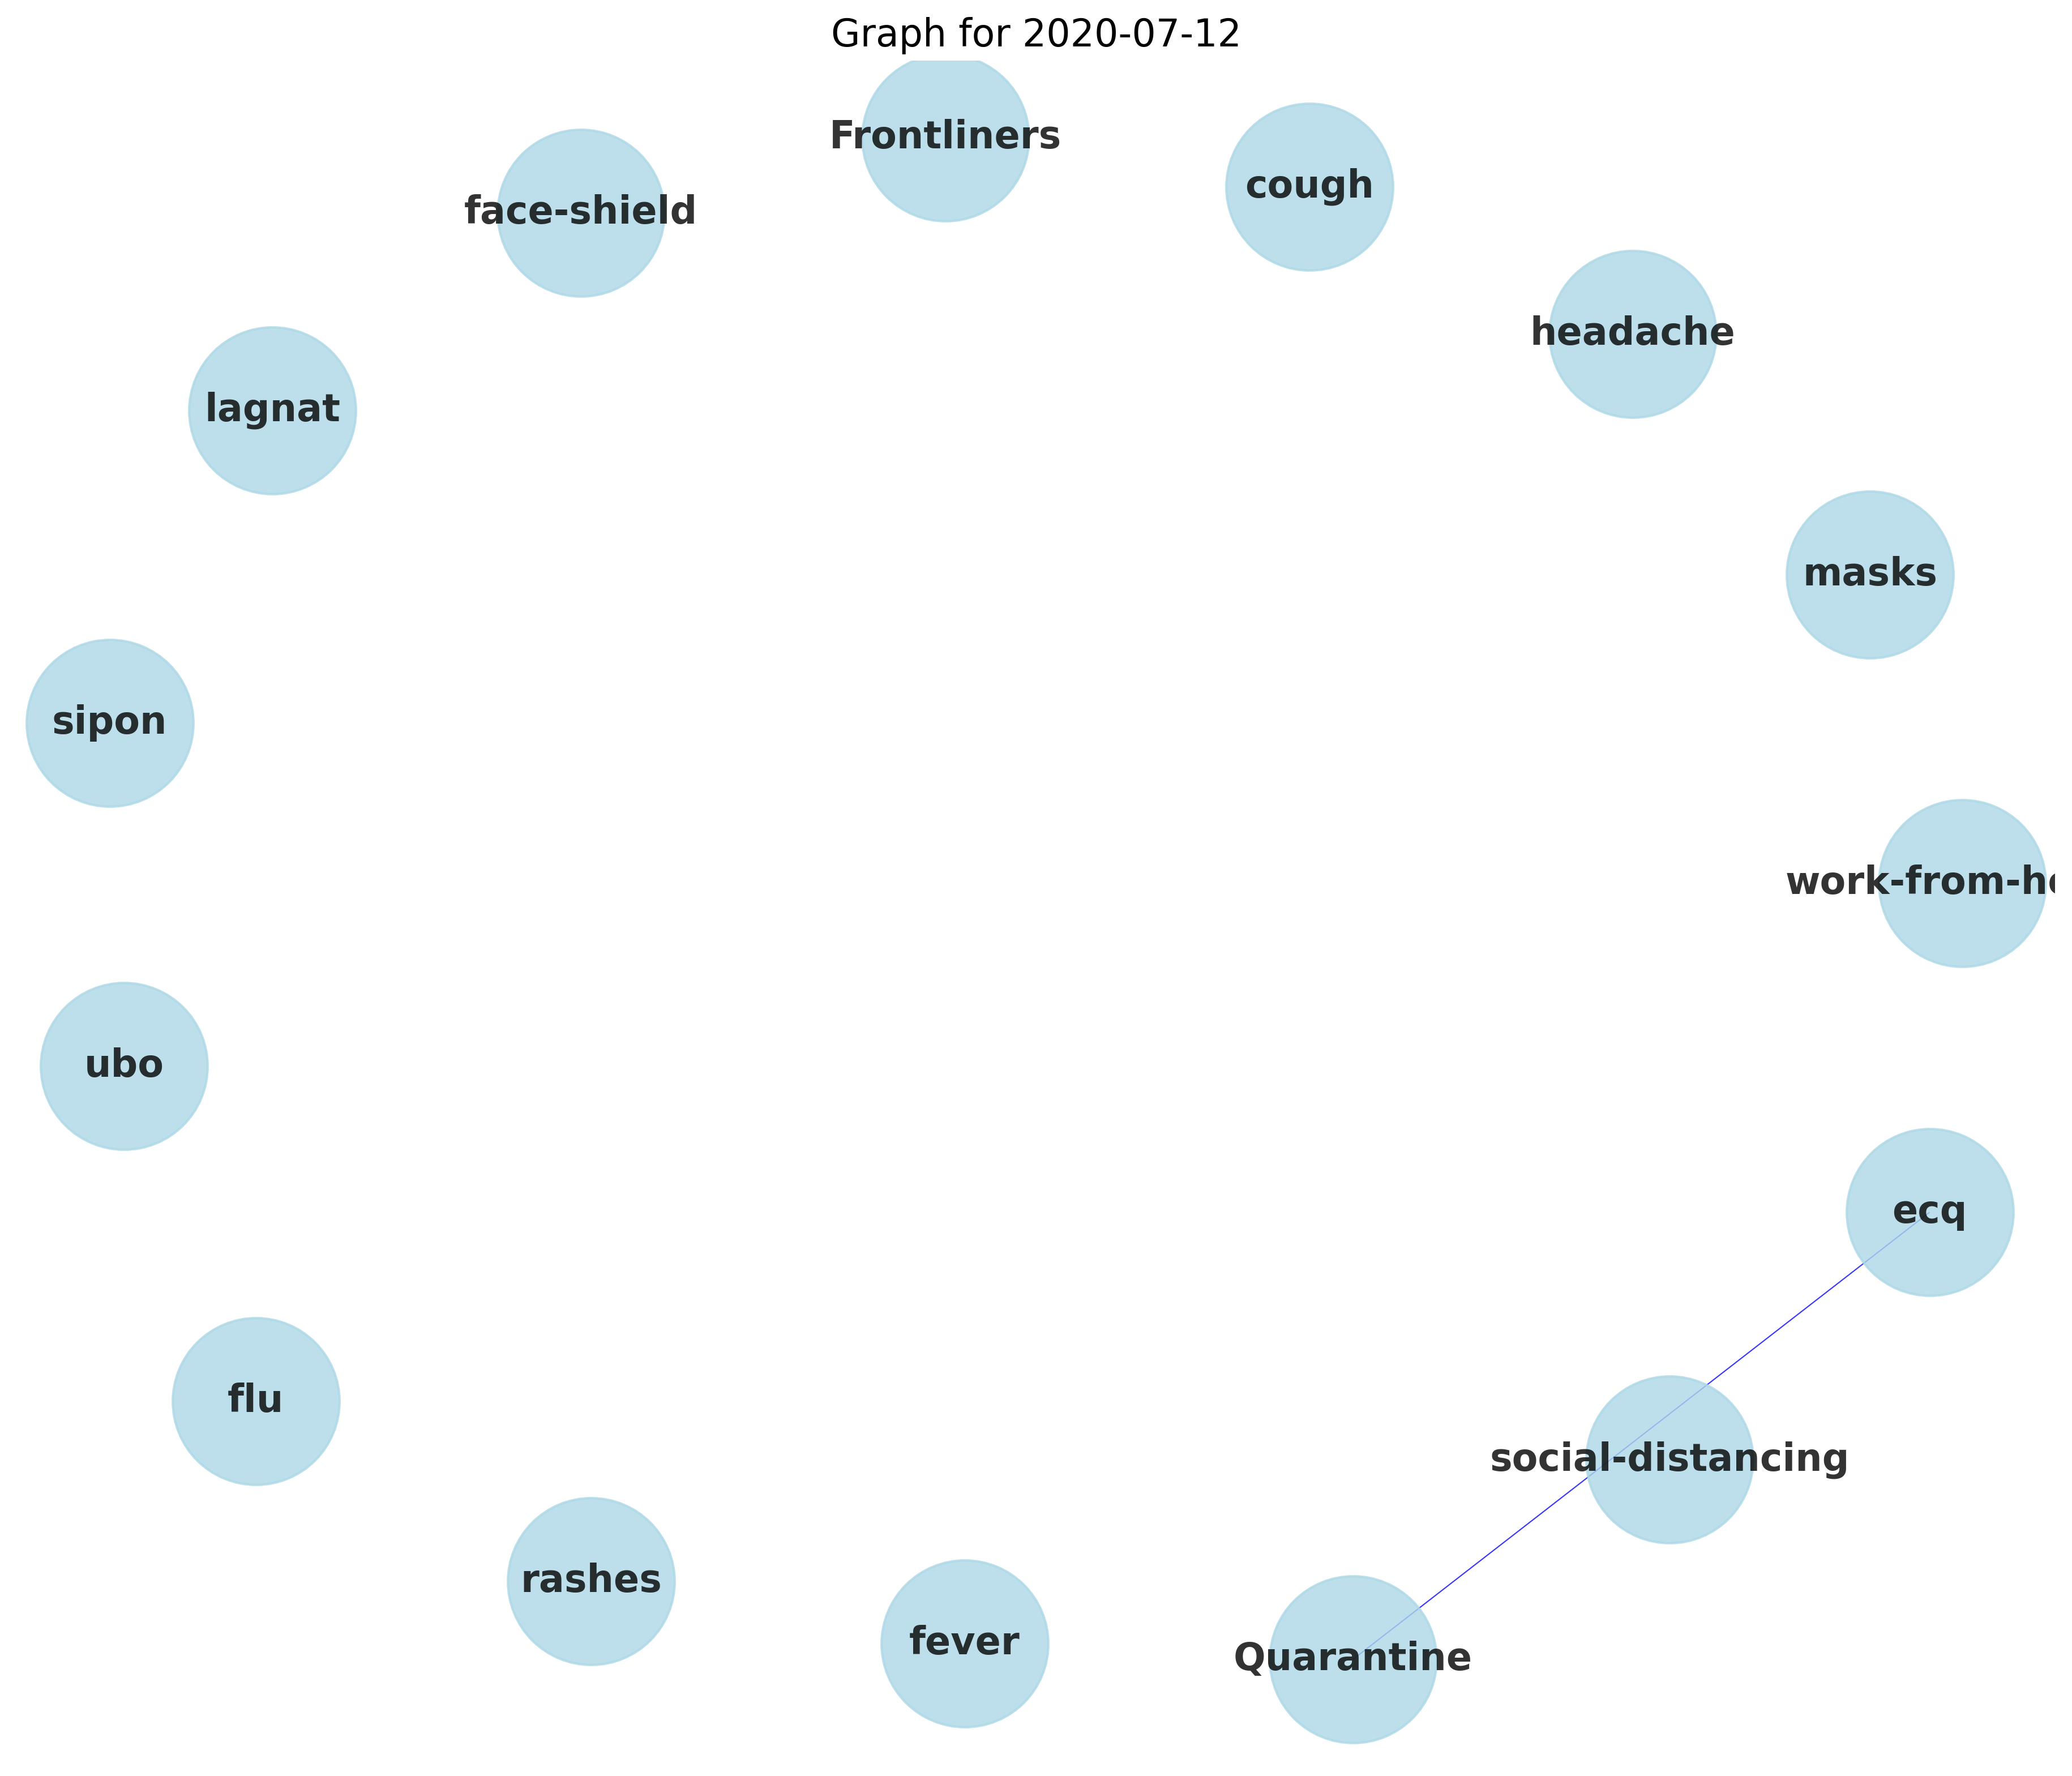 Graph for 2020-07-12
Frontliners
cough
face-shield
headache
lagnat
masks
sipon
work-from-h
ubo
ecq
flu
social-distancing
rashes
fever
Quarantine